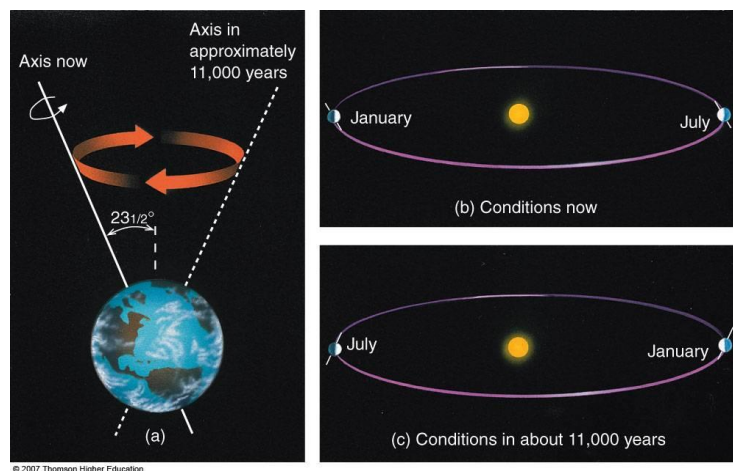 Axis now
Axis in
approximately
11,000 years
23 1/2°
(a)
January
July
(b) Conditions now
July
January
(c) Conditions in about 11,000 years
© 2007 Thomson Higher Education